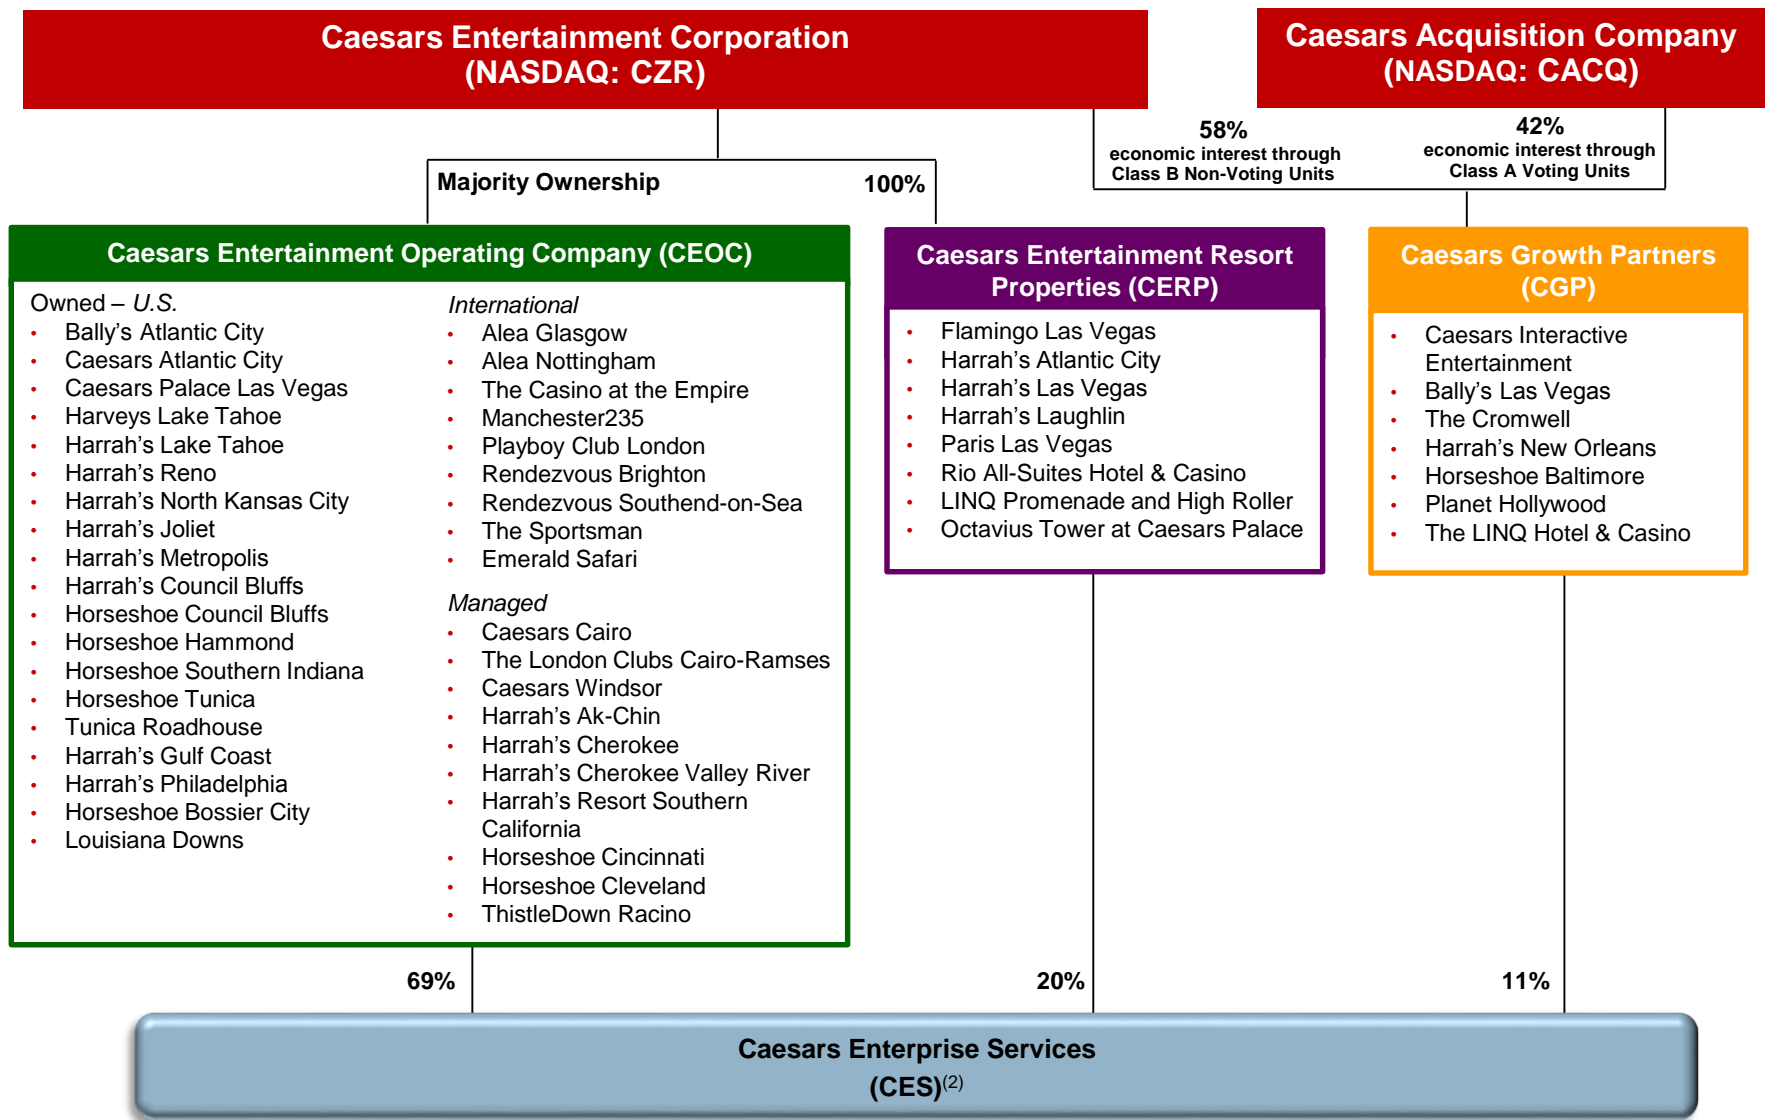 Caesars Entertainment Corporation
(NASDAQ: CZR)
Caesars Acquisition Company
(NASDAQ: CACQ)
58%
economic interest through
Class B Non-Voting Units
42%
economic interest through
Class A Voting Units
Majority Ownership
100%
Caesars Entertainment Operating Company (CEOC)
Owned – U.S.
• Bally’s Atlantic City
• Caesars Atlantic City
• Caesars Palace Las Vegas
• Harveys Lake Tahoe
• Harrah’s Lake Tahoe
• Harrah’s Reno
• Harrah’s North Kansas City
• Harrah’s Joliet
• Harrah’s Metropolis
• Harrah’s Council Bluffs
• Horseshoe Council Bluffs
• Horseshoe Hammond
• Horseshoe Southern Indiana
• Horseshoe Tunica
• Tunica Roadhouse
• Harrah’s Gulf Coast
• Harrah’s Philadelphia
• Horseshoe Bossier City
• Louisiana Downs
International
• Alea Glasgow
• Alea Nottingham
• The Casino at the Empire
• Manchester235
• Playboy Club London
• Rendezvous Brighton
• Rendezvous Southend-on-Sea
• The Sportsman
• Emerald Safari
Managed
• Caesars Cairo
• The London Clubs Cairo-Ramses
• Caesars Windsor
• Harrah’s Ak-Chin
• Harrah’s Cherokee
• Harrah’s Cherokee Valley River
• Harrah’s Resort Southern
California
• Horseshoe Cincinnati
• Horseshoe Cleveland
• ThistleDown Racino
Caesars Entertainment Resort
Properties (CERP)
• Flamingo Las Vegas
• Harrah’s Atlantic City
• Harrah’s Las Vegas
• Harrah’s Laughlin
• Paris Las Vegas
• Rio All-Suites Hotel & Casino
• LINQ Promenade and High Roller
• Octavius Tower at Caesars Palace
Caesars Growth Partners
(CGP)
• Caesars Interactive
Entertainment
• Bally’s Las Vegas
• The Cromwell
• Harrah’s New Orleans
• Horseshoe Baltimore
• Planet Hollywood
• The LINQ Hotel & Casino
69%
20%
11%
Caesars Enterprise Services
(CES)(2)